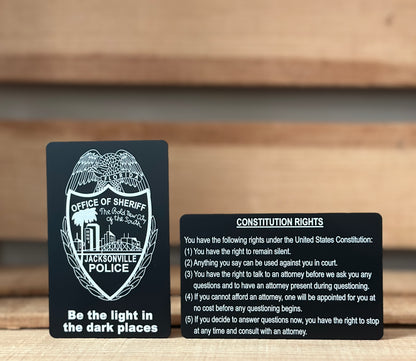 FLORIDA
OFFICE OF SHERIFF
The Bold New City
of the South
JACKSONVILLE
POLICE
Be the light in
the dark places
CONSTITUTION RIGHTS
You have the following rights under the United States Constitution:
(1) You have the right to remain silent.
(2) Anything you say can be used against you in court.
(3) You have the right to talk to an attorney before we ask you any
questions and to have an attorney present during questioning.
(4) If you cannot afford an attorney, one will be appointed for you at
no cost before any questioning begins.
(5) If you decide to answer questions now, you have the right to stop
at any time and consult with an attorney.